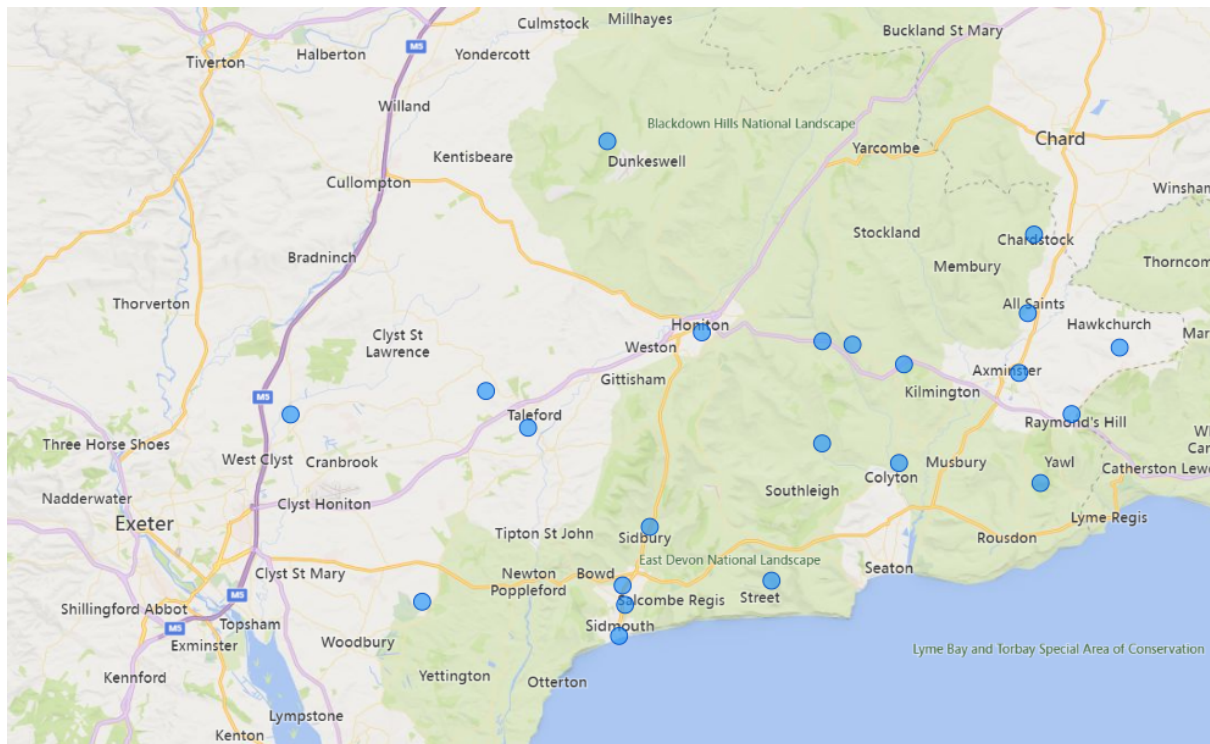 Culmstock
Millhayes
Buckland St Mary
Halberton
M5
Yondercott
Tiverton
Willand
Blackdown Hills National Landscape
Chard
Kentisbeare
Dunkeswell
Yarcombe
Cullompton
Winsham
Stockland
Chardstock
Bradninch
Membury
Thorncom
Thorverton
All Saints
Honiton
Hawkchurch
Mar
Clyst St
Lawrence
Weston
Gittisham
Axminster
Kilmington
M5
Taleford
Raymond's Hill
Three Horse Shoes
W
Car
West Clyst
Cranbrook
Musbury
Yawl
Catherston Lew
Colyton
Southleigh
Nadderwater
Clyst Honiton
Exeter
Lyme Regis
Tipton St John
Sidbury
Rousdon
East Devon National Landscape
Clyst St Mary
Newton
Poppleford
Bowd
Seaton
M5
Shillingford Abbot
Salcombe Regis
Street
M5
Topsham
Sidmouth
Exminster
Woodbury
Lyme Bay and Torbay Special Area of Conservation
Kennford
Yettington
Otterton
Lympstone
Kenton